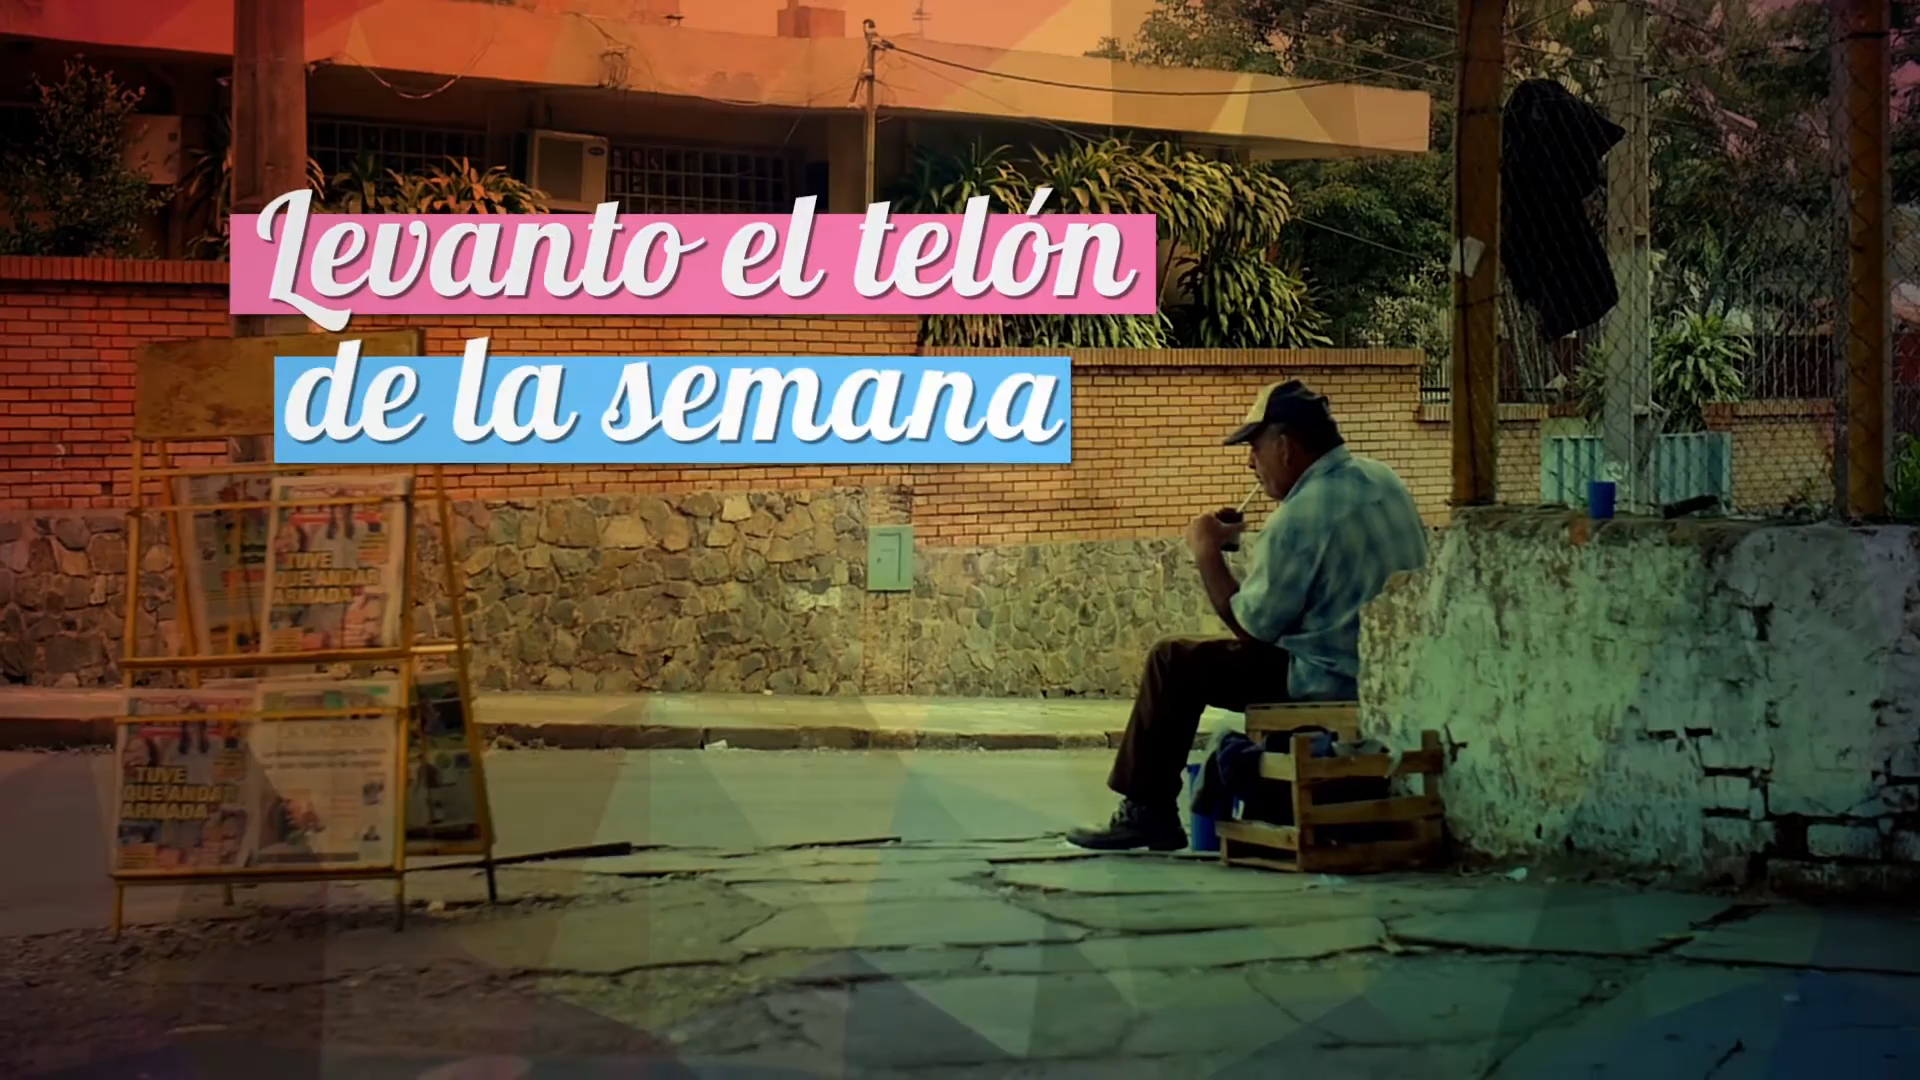 Levanto el telón
de la semana
TUVE
QUE ANDAR
ARMADA
TUVE
QUE ANDAR
ARMADA